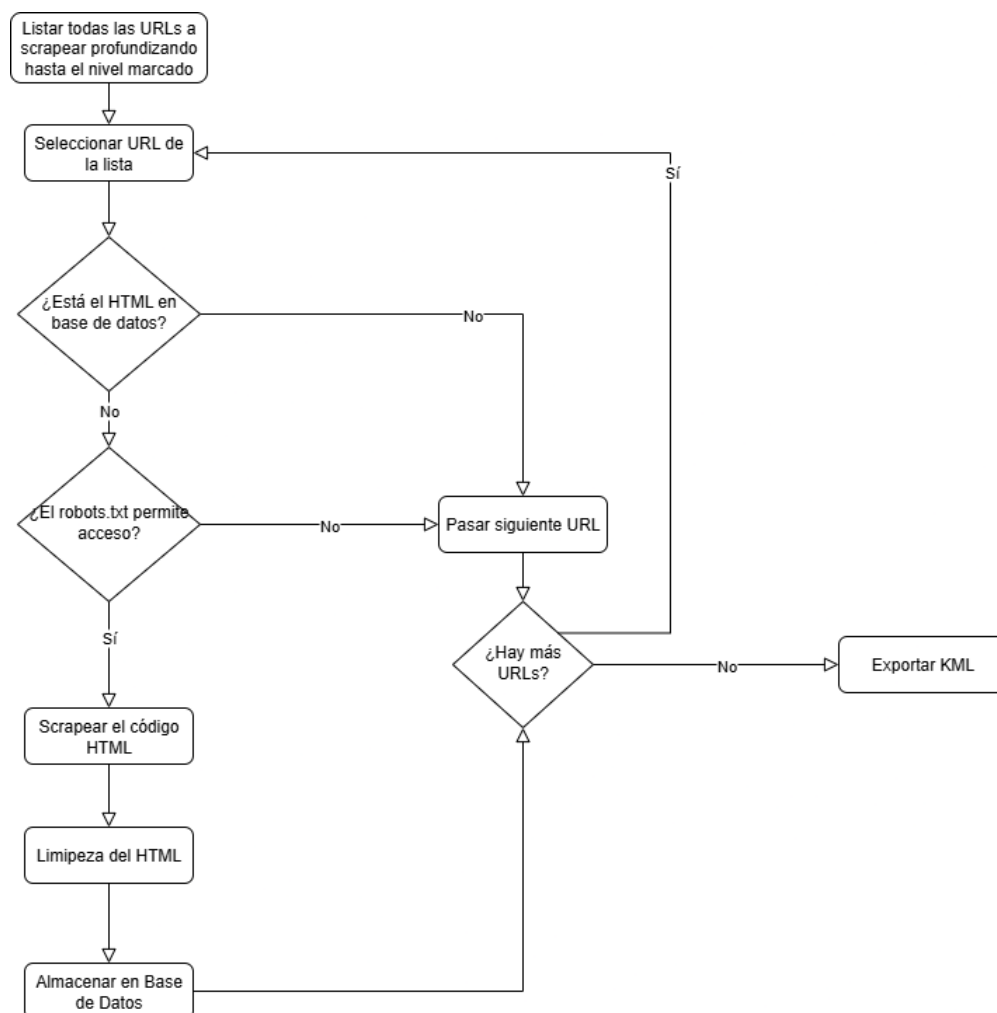 Listar todas las URLs a
scrapear profundizando
hasta el nivel marcado
Seleccionar URL de
la lista
Sí
¿Está el HTML en
base de datos?
No
No
¿El robots.txt permite
acceso?
No
Pasar siguiente URL
Sí
¿Hay más
URLs?
No
Exportar KML
Scrapear el código
HTML
Limipeza del HTML
Almacenar en Base
de Datos